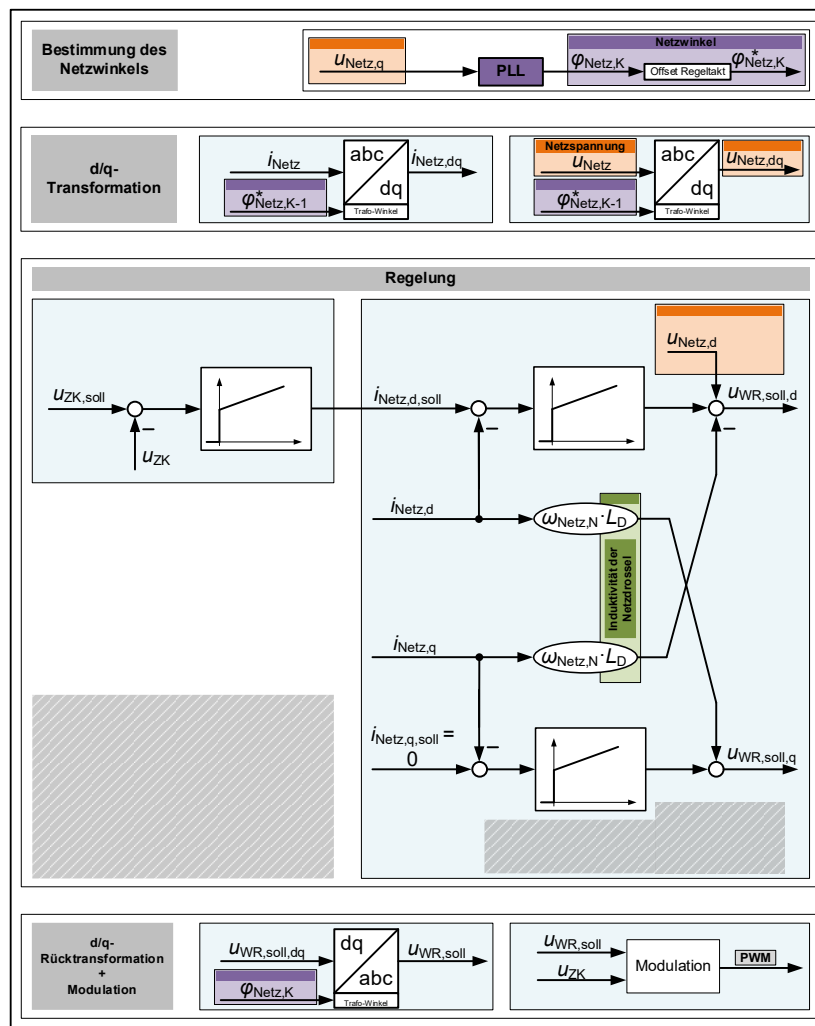 Bestimmung des
Netzwinkels
u_Netz,q
PLL
Netzwinkel
φ_Netz,K
Offset Regeltakt
φ*_Netz,K
d/q-
Transformation
i_Netz
φ*_Netz,K-1
abc
dq
Trafo-Winkel
i_Netz,dq
Netzspannung
u_Netz
φ*_Netz,K-1
abc
dq
Trafo-Winkel
u_Netz,dq
Regelung
u_ZK,soll
–
u_ZK
i_Netz,d,soll
–
u_Netz,d
u_WR,soll,d
–
i_Netz,d
ω_Netz,N·L_D
Induktivität der
Netzdrossel
i_Netz,q
ω_Netz,N·L_D
i_Netz,q,soll =
0
–
u_WR,soll,q
d/q-
Rücktransformation
+
Modulation
u_WR,soll,dq
φ_Netz,K
dq
abc
Trafo-Winkel
u_WR,soll
u_WR,soll
u_ZK
Modulation
PWM